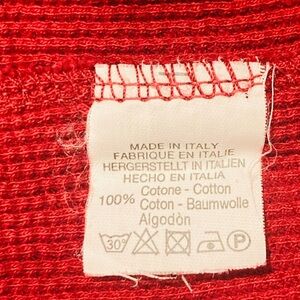 MADE IN ITALY
FABRIQUE EN ITALIE
HERGERSTELLT IN ITALIEN
HECHO EN ITALIA
Cotone - Cotton
100% Coton - Baumwolle
Algodòn
30° P